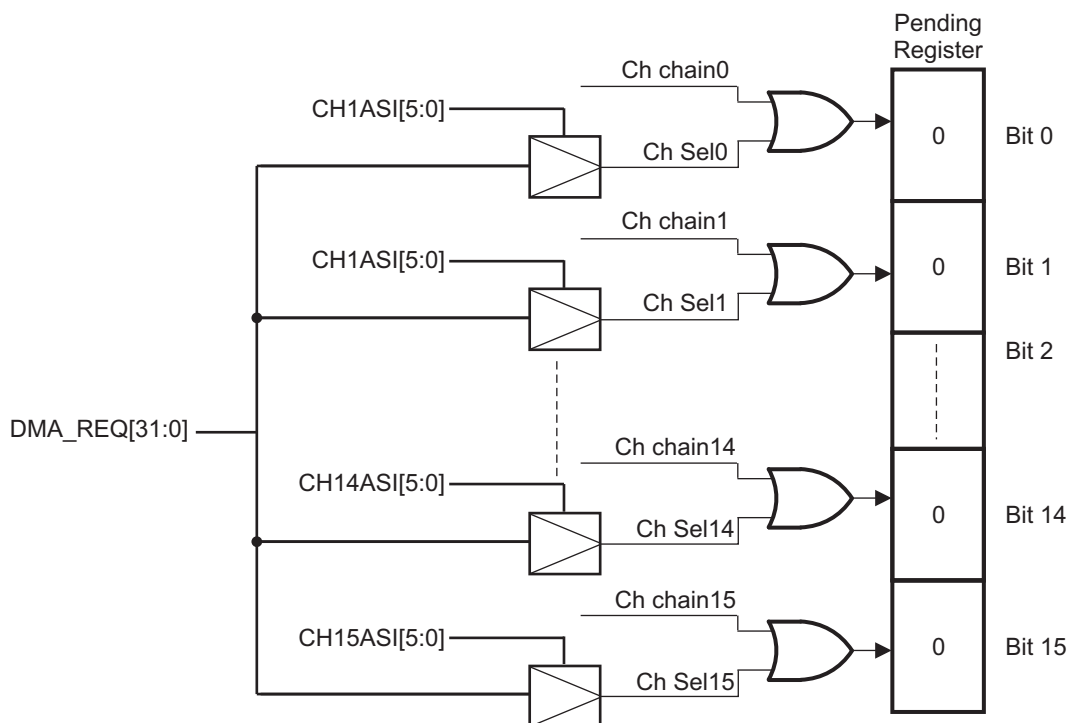 Pending
Register
Ch chain0
CH1ASI[5:0]
Ch Sel0
0
Bit 0
Ch chain1
CH1ASI[5:0]
Ch Sel1
0
Bit 1
Bit 2
DMA_REQ[31:0]
Ch chain14
CH14ASI[5:0]
Ch Sel14
0
Bit 14
Ch chain15
CH15ASI[5:0]
Ch Sel15
0
Bit 15